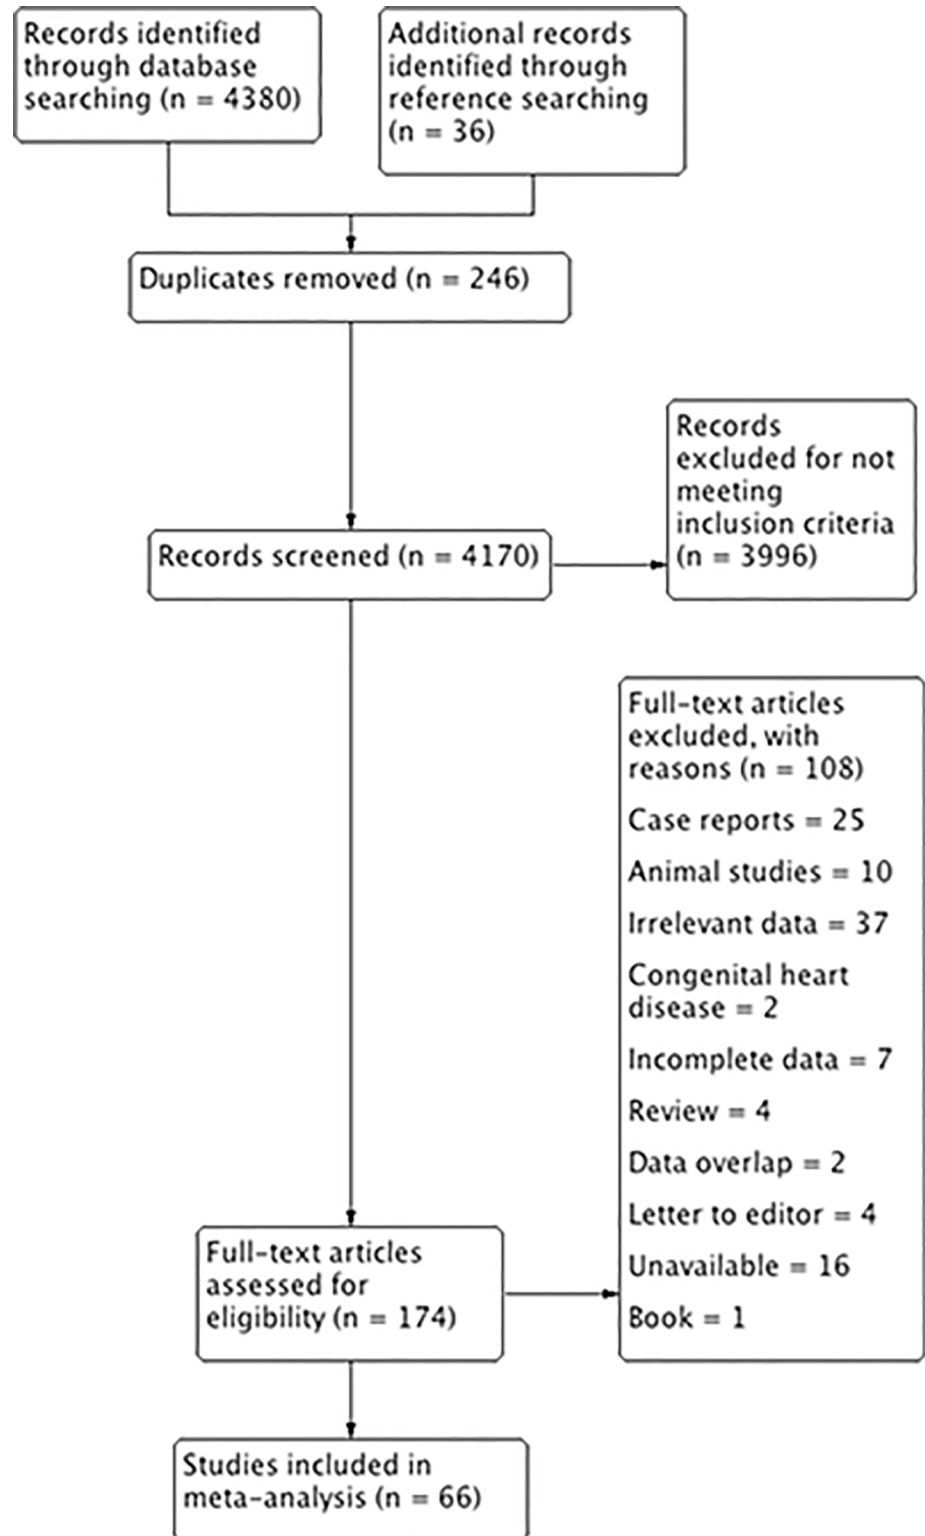 Records identified
through database
searching (n = 4380)
Additional records
identified through
reference searching
(n = 36)
Duplicates removed (n = 246)
Records
excluded for not
meeting
inclusion criteria
(n = 3996)
Records screened (n = 4170)
Full-text articles
excluded, with
reasons (n = 108)
Case reports = 25
Animal studies = 10
Irrelevant data = 37
Congenital heart
disease = 2
Incomplete data = 7
Review = 4
Data overlap = 2
Letter to editor = 4
Unavailable = 16
Book = 1
Full-text articles
assessed for
eligibility (n = 174)
Studies included in
meta-analysis (n = 66)